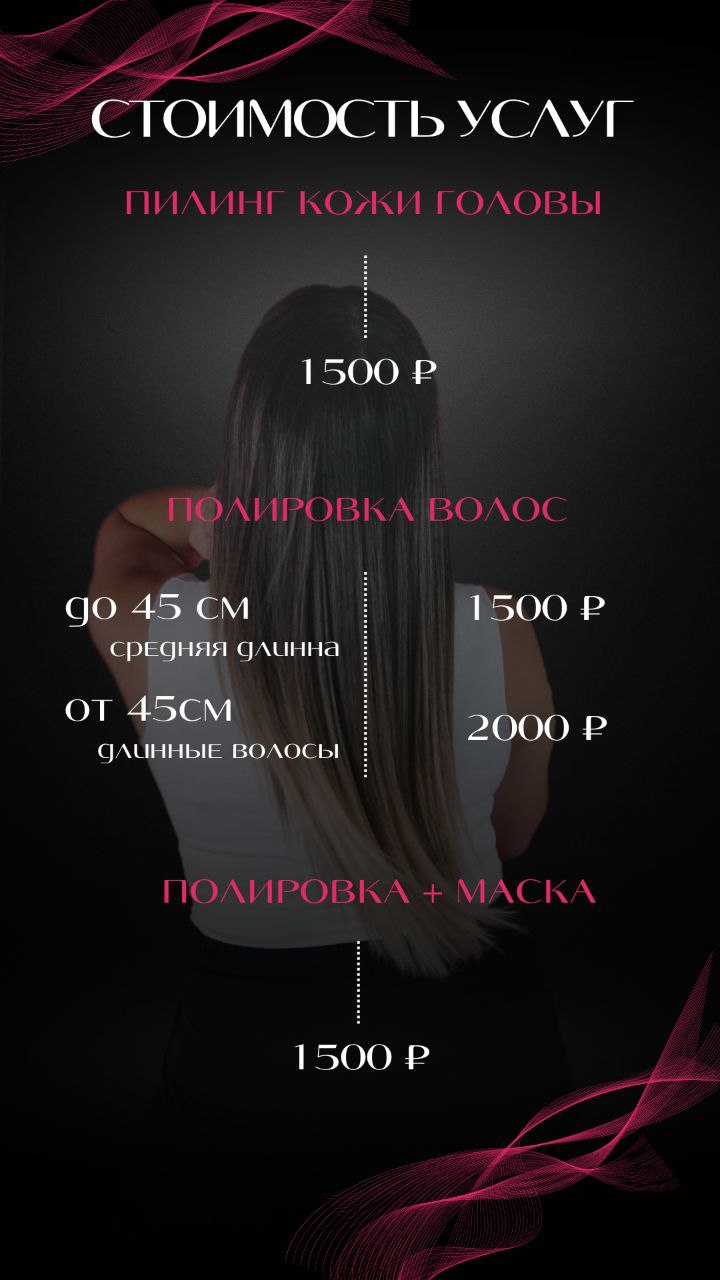 СТОИМОСТЬ УСЛУГ
ПИЛИНГ КОЖИ ГОЛОВЫ
1500 ₽
ПОЛИРОВКА ВОЛОС
до 45 см 1500 ₽
средняя длинна
от 45см
2000 ₽
длинные волосы
ПОЛИРОВКА + МАСКА
1500 ₽